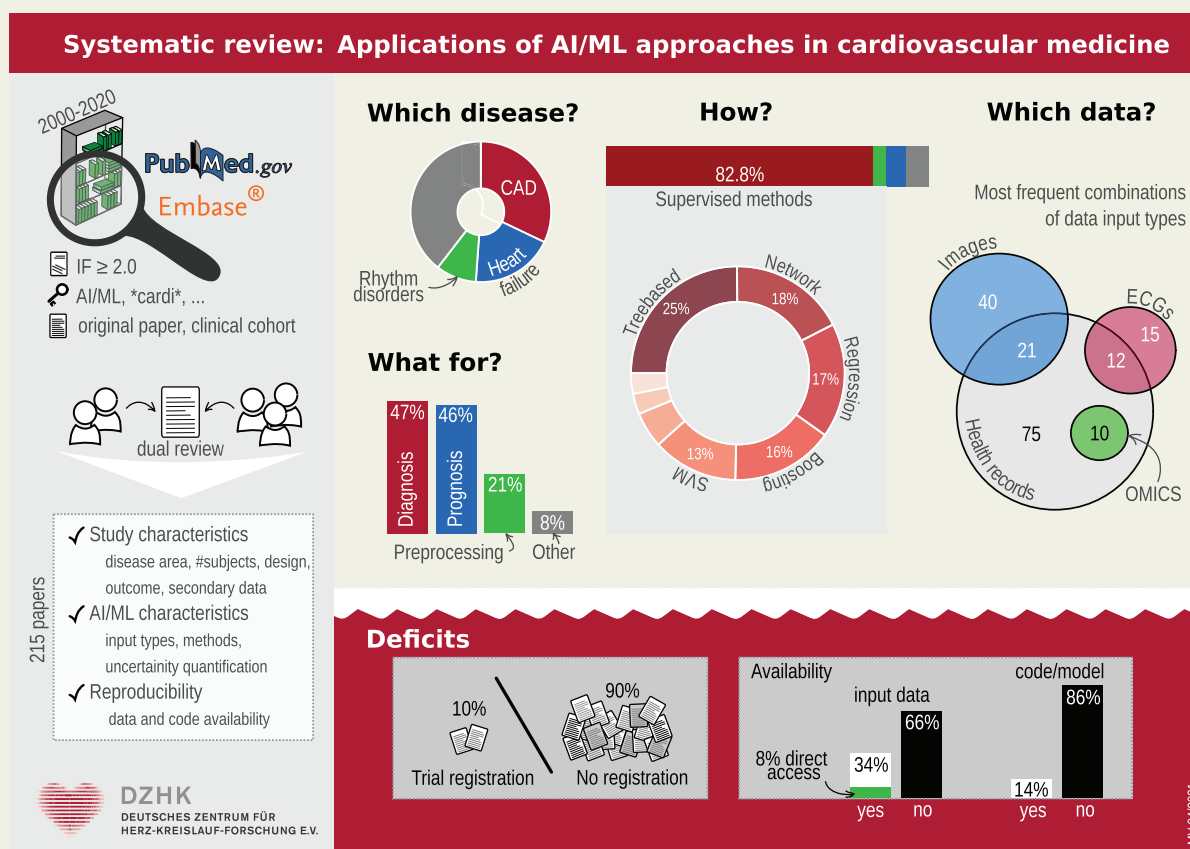 Systematic review: Applications of AI/ML approaches in cardiovascular medicine
2000-2020
PubMed.gov
Embase®
IF ≥ 2.0
AI/ML, *cardi*, ...
original paper, clinical cohort
dual review
215 papers
Study characteristics
disease area, #subjects, design,
outcome, secondary data
AI/ML characteristics
input types, methods,
uncertainity quantification
Reproducibility
data and code availability
DZHK
DEUTSCHES ZENTRUM FÜR
HERZ-KREISLAUF-FORSCHUNG E.V.
Which disease?
CAD
Heart
failure
Rhythm
disorders
What for?
47%
Diagnosis
46%
Prognosis
21%
8%
Preprocessing
Other
How?
82.8%
Supervised methods
Treebased
25%
Network
18%
Regression
17%
Boosting
16%
SVM
13%
Which data?
Most frequent combinations
of data input types
Images
40
ECGs
15
21
12
75
10
Health records
OMICS
Deficits
10%
Trial registration
90%
No registration
Availability
input data
8% direct
access
34%
yes
66%
no
code/model
14%
yes
86%
no